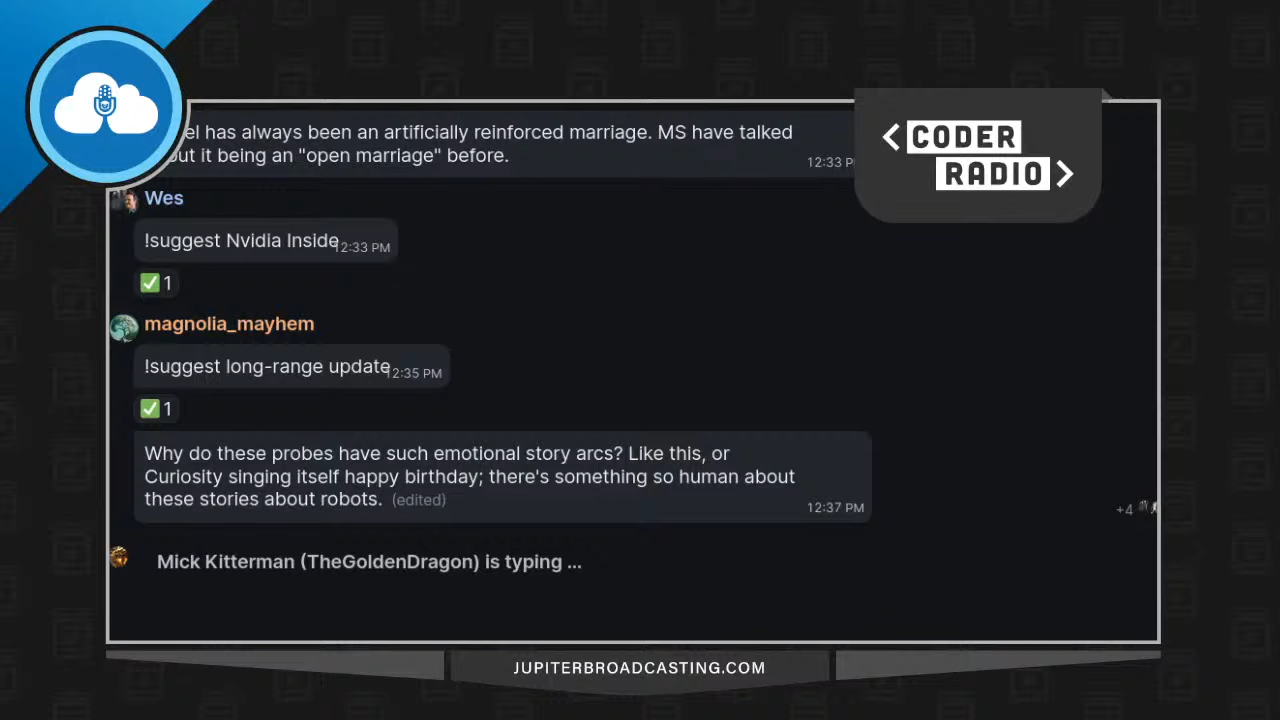 el has always been an artificially reinforced marriage. MS have talked
out it being an "open marriage" before.
12:33 P
< CODER
RADIO >
Wes
!suggest Nvidia Inside
12:33 PM
✅ 1
magnolia_mayhem
!suggest long-range update
12:35 PM
✅ 1
Why do these probes have such emotional story arcs? Like this, or
Curiosity singing itself happy birthday; there's something so human about
these stories about robots. (edited)
12:37 PM
+4
Mick Kitterman (TheGoldenDragon) is typing ...
JUPITERBROADCASTING.COM